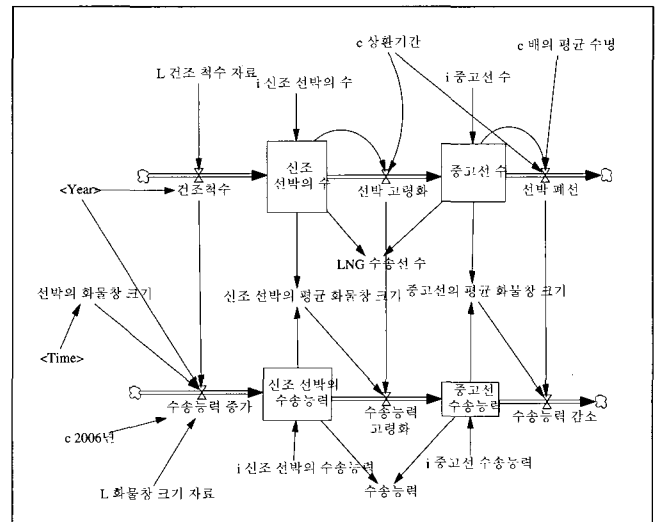 c 상환기간
c 배의 평균 수명
L 건조 척수 자료
i 신조 선박의 수
i 중고선 수
신조
선박의 수
중고선 수
<Year>
건조척수
선박 고령화
선박 폐선
LNG 수송선 수
선박의 화물창 크기
신조 선박의 평균 화물창 크기
중고선의 평균 화물창 크기
<Time>
신조 선박의
수송능력
중고선
수송능력
수송능력 증가
수송능력
고령화
수송능력 감소
c 2006년
i 신조 선박의 수송능력
i 중고선 수송능력
L 화물창 크기 자료
수송능력